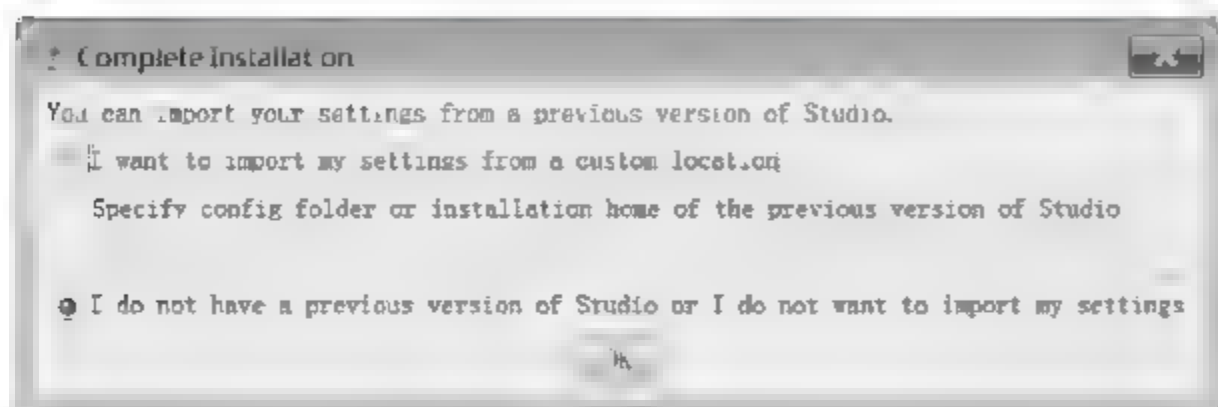 Complete Installation
You can import your settings from a previous version of Studio.
I want to import my settings from a custom location
Specify config folder or installation home of the previous version of Studio
I do not have a previous version of Studio or I do not want to import my settings